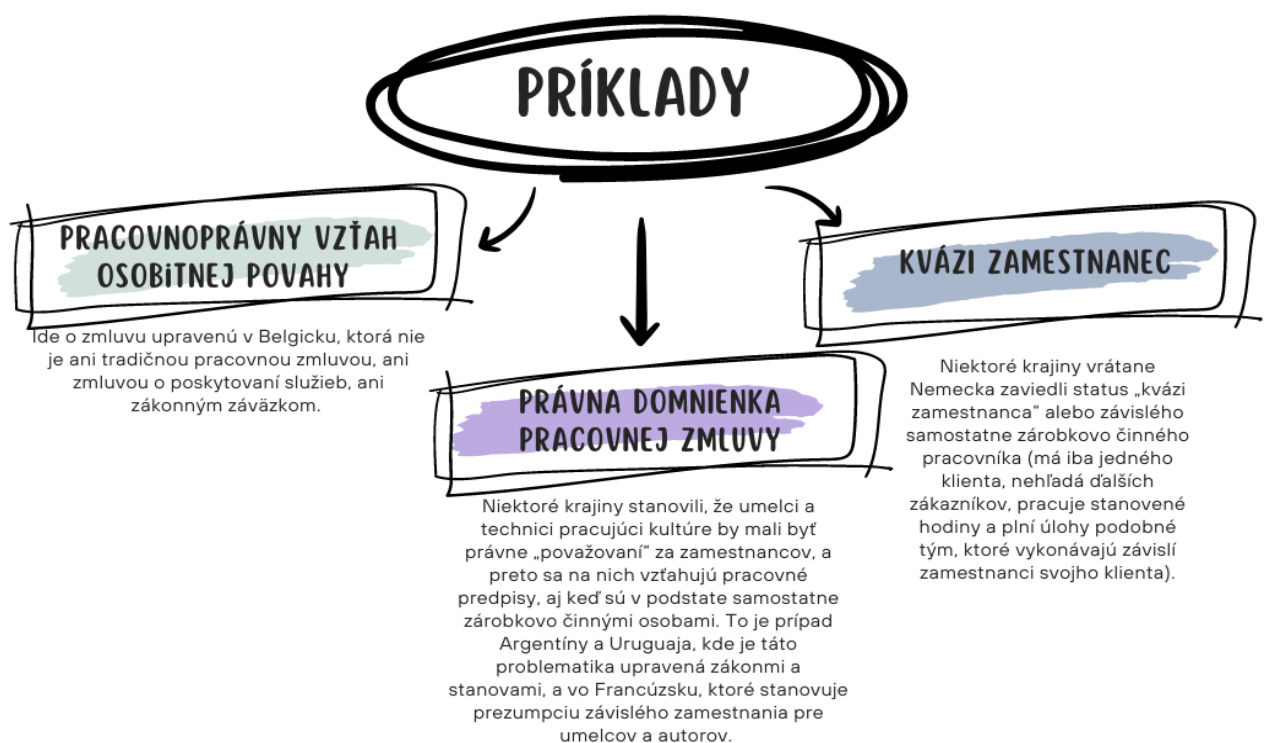 PRÍKLADY
PRACOVNOPRÁVNY VZŤAH
OSOBITNEJ POVAHY
Ide o zmluvu upravenú v Belgicku, ktorá nie
je ani tradičnou pracovnou zmluvou, ani
zmluvou o poskytovaní služieb, ani
zákonným záväzkom.
PRÁVNA DOMNIENKA
PRACOVNEJ ZMLUVY
Niektoré krajiny stanovili, že umelci a
technici pracujúci kultúre by mali byť
právne „považovaní“ za zamestnancov, a
preto sa na nich vzťahujú pracovné
predpisy, aj keď sú v podstate samostatne
zárobkovo činnými osobami. To je prípad
Argentíny a Uruguaja, kde je táto
problematika upravená zákonmi a
stanovami, a vo Francúzsku, ktoré stanovuje
prezumpciu závislého zamestnania pre
umelcov a autorov.
KVÁZI ZAMESTNANEC
Niektoré krajiny vrátane
Nemecka zaviedli status „kvázi
zamestnanca“ alebo závislého
samostatne zárobkovo činného
pracovníka (má iba jedného
klienta, nehľadá ďalších
zákazníkov, pracuje stanovené
hodiny a plní úlohy podobné
tým, ktoré vykonávajú závislí
zamestnanci svojho klienta).